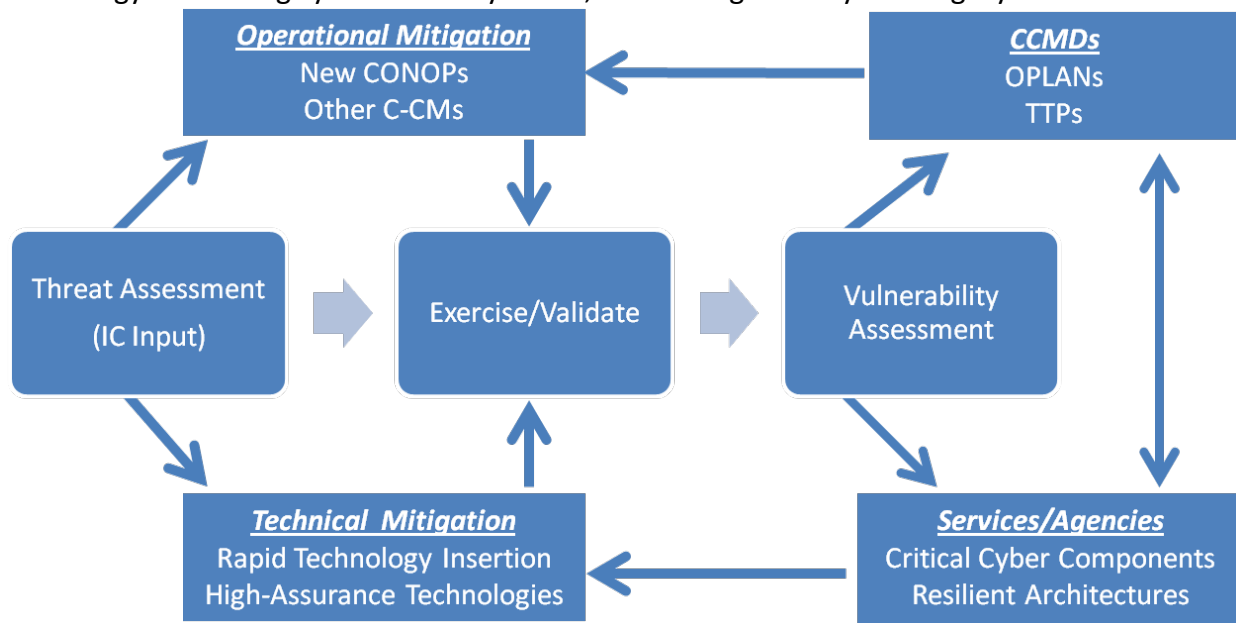 Operational Mitigation
New CONOPs
Other C-CMs
CCMDs
OPLANs
TTPs
Threat Assessment
(IC Input)
Exercise/Validate
Vulnerability
Assessment
Technical Mitigation
Rapid Technology Insertion
High-Assurance Technologies
Services/Agencies
Critical Cyber Components
Resilient Architectures